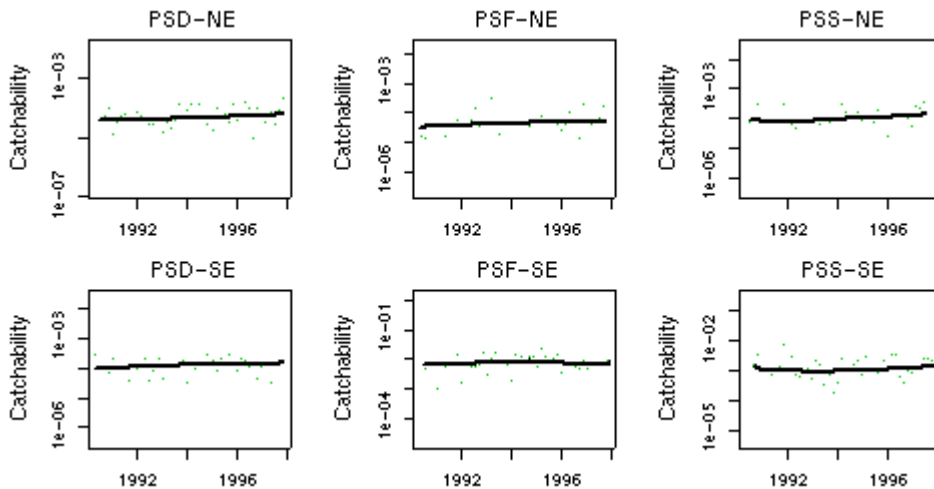 PSD-NE
PSF-NE
PSS-NE
Catchability
1e-03
1e-07
1992
1996
Catchability
1e-03
1e-06
1992
1996
Catchability
1e-03
1e-06
1992
1996
PSD-SE
PSF-SE
PSS-SE
Catchability
1e-03
1e-06
1992
1996
Catchability
1e-01
1e-04
1992
1996
Catchability
1e-02
1e-05
1992
1996